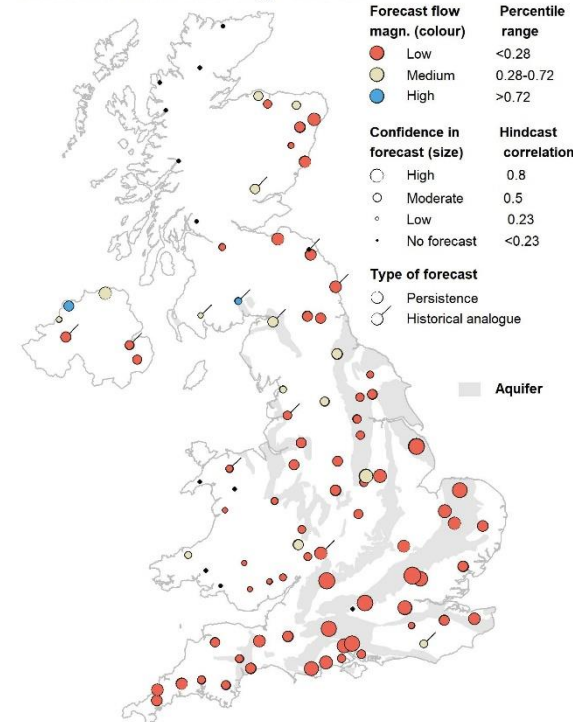 Forecast flow Percentile
magn. (colour) range
Low <0.28
Medium 0.28-0.72
High >0.72
Confidence in Hindcast
forecast (size) correlation
High 0.8
Moderate 0.5
Low 0.23
No forecast <0.23
Type of forecast
Persistence
Historical analogue
Aquifer